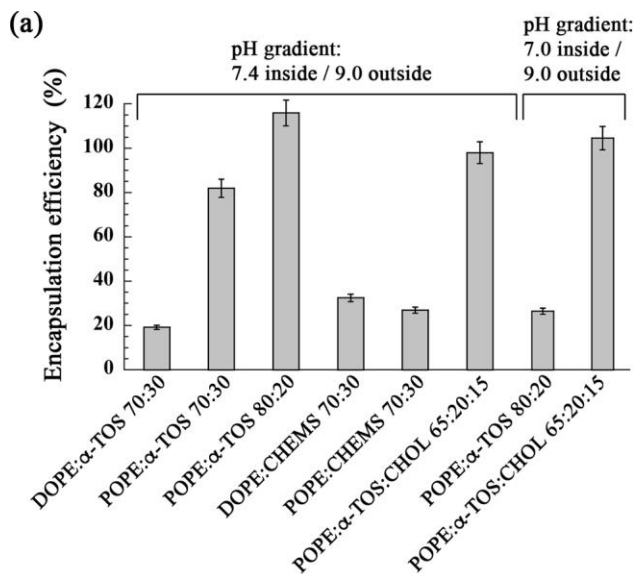 (a)
pH gradient:
7.4 inside / 9.0 outside
pH gradient:
7.0 inside /
9.0 outside
Encapsulation efficiency (%)
120
100
80
60
40
20
0
DOPE:α-TOS 70:30
POPE:α-TOS 70:30
POPE:α-TOS 80:20
DOPE:CHEMS 70:30
POPE:CHEMS 70:30
POPE:α-TOS:CHOL 65:20:15
POPE:α-TOS 80:20
POPE:α-TOS:CHOL 65:20:15